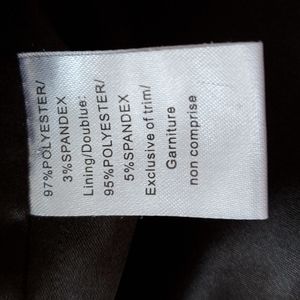 97%POLYESTER/
3%SPANDEX
Lining/Doublue:
95%POLYESTER/
5%SPANDEX
Exclusive of trim/
Garniture
non comprise